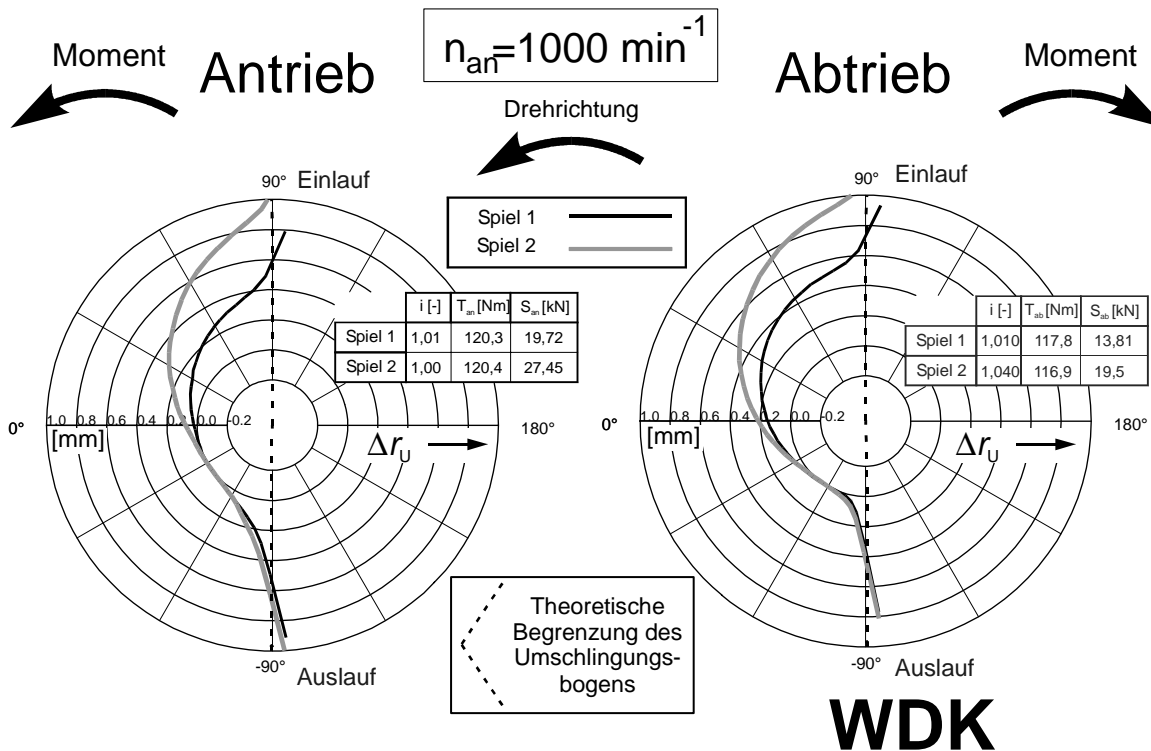 n_an=1000 min^-1
Moment
Antrieb
Abtrieb
Moment
Drehrichtung
90° Einlauf
Spiel 1
Spiel 2
90° Einlauf
i [-] T_an [Nm] S_an [kN]
Spiel 1 1,01 120,3 19,72
Spiel 2 1,00 120,4 27,45
i [-] T_ab [Nm] S_ab [kN]
Spiel 1 1,010 117,8 13,81
Spiel 2 1,040 116,9 19,5
0° 1.0 0.8 0.6 0.4 0.2 0.0 -0.2 180°
[mm] Δr_U
0° 1.0 0.8 0.6 0.4 0.2 0.0 -0.2 180°
[mm] Δr_U
-90° Auslauf
Theoretische
Begrenzung des
Umschlingungs-
bogens
-90° Auslauf
WDK